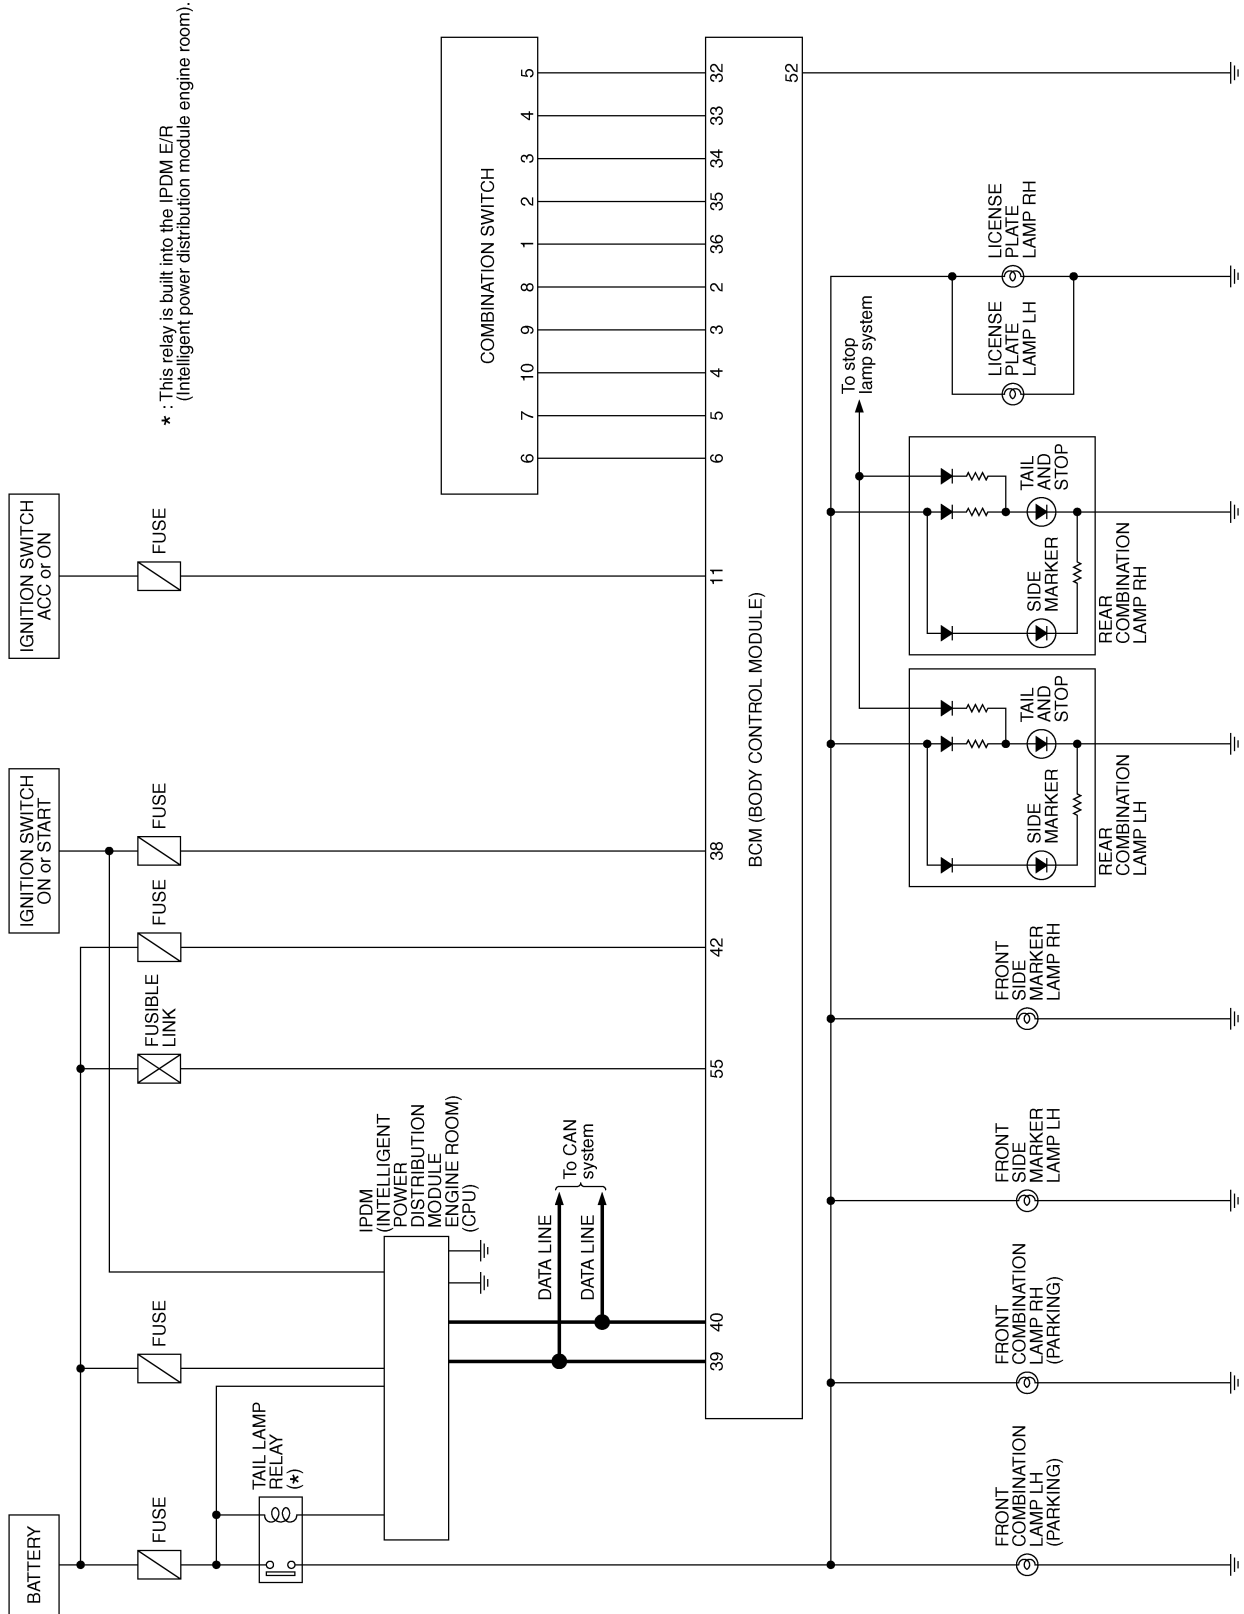 BATTERY
IGNITION SWITCH
ON or START
IGNITION SWITCH
ACC or ON
* : This relay is built into the IPDM E/R
(Intelligent power distribution module engine room).
FUSE
FUSE
FUSIBLE
LINK
FUSE
FUSE
FUSE
TAIL LAMP
RELAY
(*)
IPDM
(INTELLIGENT
POWER
DISTRIBUTION
MODULE
ENGINE ROOM)
(CPU)
DATA LINE
DATA LINE
To CAN
system
COMBINATION SWITCH
6
7
10
9
8
1
2
3
4
5
39
40
55
42
38
11
6
5
4
3
2
36
35
34
33
32
BCM (BODY CONTROL MODULE)
52
To stop
lamp system
FRONT
COMBINATION
LAMP LH
(PARKING)
FRONT
COMBINATION
LAMP RH
(PARKING)
FRONT
SIDE
MARKER
LAMP LH
FRONT
SIDE
MARKER
LAMP RH
SIDE
MARKER
TAIL
AND
STOP
REAR
COMBINATION
LAMP LH
SIDE
MARKER
TAIL
AND
STOP
REAR
COMBINATION
LAMP RH
LICENSE
PLATE
LAMP LH
LICENSE
PLATE
LAMP RH